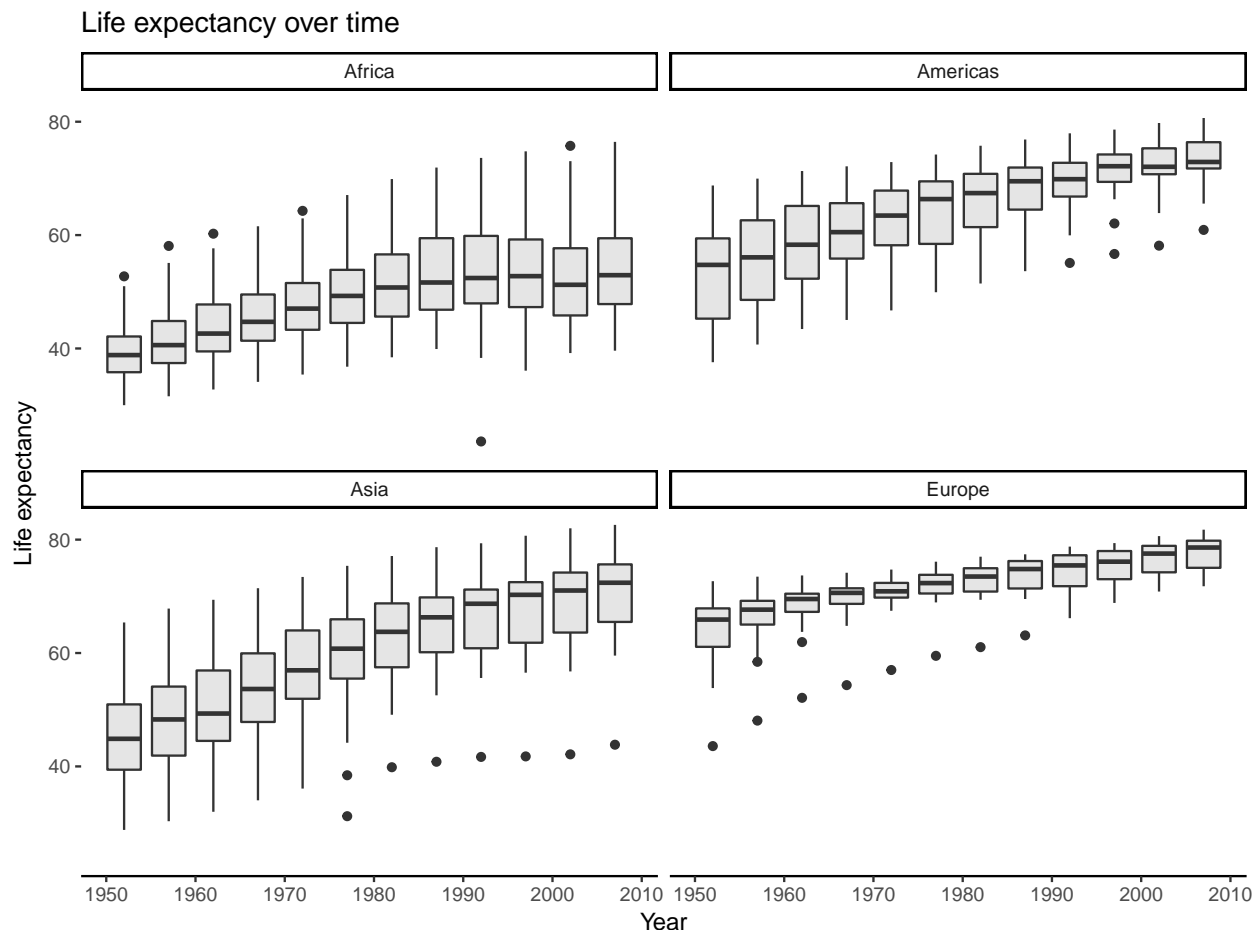 Life expectancy over time
Africa
Americas
80
60
40
Asia
Europe
80
60
40
Life expectancy
1950 1960 1970 1980 1990 2000 2010
1950 1960 1970 1980 1990 2000 2010
Year